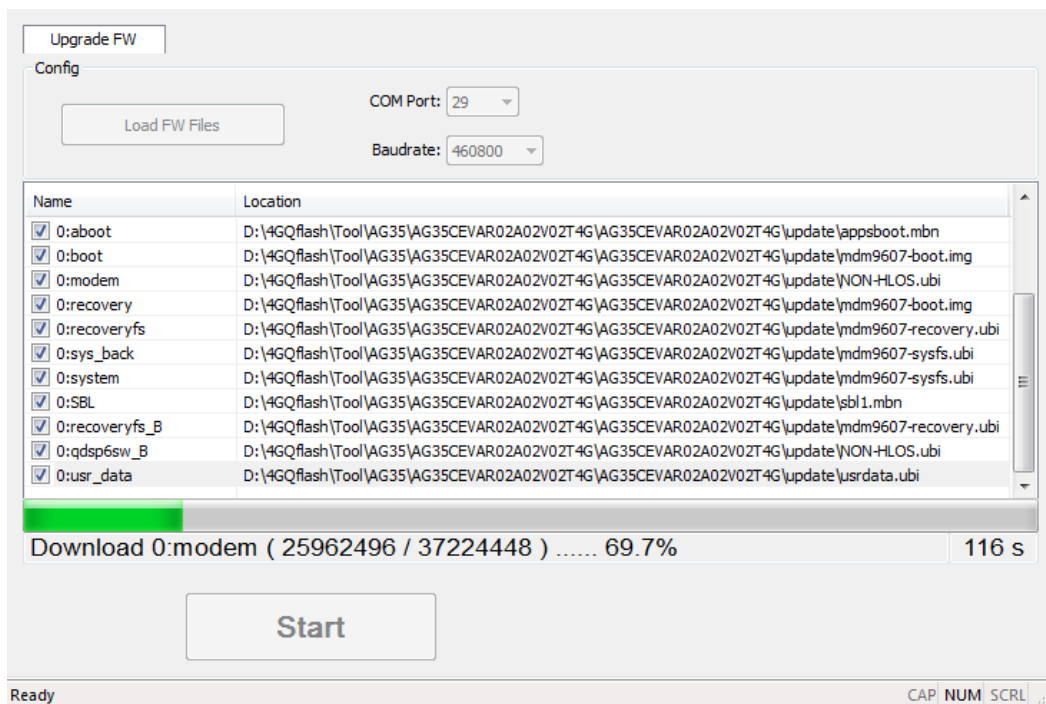 Upgrade FW
Config
Load FW Files
COM Port: 29
Baudrate: 460800
Name Location
0:aboot D:\4GQflash\Tool\AG35\AG35CEVAR02A02V02T4G\AG35CEVAR02A02V02T4G\update\appsboot.mbn
0:boot D:\4GQflash\Tool\AG35\AG35CEVAR02A02V02T4G\AG35CEVAR02A02V02T4G\update\mdm9607-boot.img
0:modem D:\4GQflash\Tool\AG35\AG35CEVAR02A02V02T4G\AG35CEVAR02A02V02T4G\update\NON-HLOS.ubi
0:recovery D:\4GQflash\Tool\AG35\AG35CEVAR02A02V02T4G\AG35CEVAR02A02V02T4G\update\mdm9607-boot.img
0:recoveryfs D:\4GQflash\Tool\AG35\AG35CEVAR02A02V02T4G\AG35CEVAR02A02V02T4G\update\mdm9607-recovery.ubi
0:sys_back D:\4GQflash\Tool\AG35\AG35CEVAR02A02V02T4G\AG35CEVAR02A02V02T4G\update\mdm9607-sysfs.ubi
0:system D:\4GQflash\Tool\AG35\AG35CEVAR02A02V02T4G\AG35CEVAR02A02V02T4G\update\mdm9607-sysfs.ubi
0:SBL D:\4GQflash\Tool\AG35\AG35CEVAR02A02V02T4G\AG35CEVAR02A02V02T4G\update\sbl1.mbn
0:recoveryfs_B D:\4GQflash\Tool\AG35\AG35CEVAR02A02V02T4G\AG35CEVAR02A02V02T4G\update\mdm9607-recovery.ubi
0:qdsp6sw_B D:\4GQflash\Tool\AG35\AG35CEVAR02A02V02T4G\AG35CEVAR02A02V02T4G\update\NON-HLOS.ubi
0:usr_data D:\4GQflash\Tool\AG35\AG35CEVAR02A02V02T4G\AG35CEVAR02A02V02T4G\update\usrdata.ubi
Download 0:modem ( 25962496 / 37224448 ) ...... 69.7% 116 s
Start
Ready CAP NUM SCRL